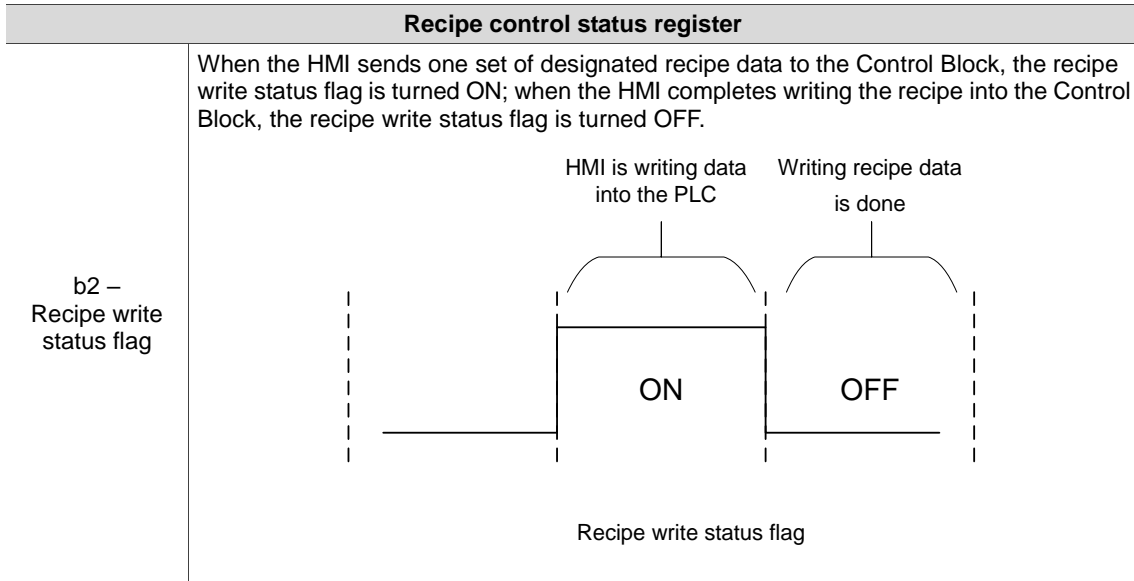 Recipe control status register
b2 –
Recipe write
status flag
When the HMI sends one set of designated recipe data to the Control Block, the recipe
write status flag is turned ON; when the HMI completes writing the recipe into the Control
Block, the recipe write status flag is turned OFF.
HMI is writing data
into the PLC
Writing recipe data
is done
ON
OFF
Recipe write status flag